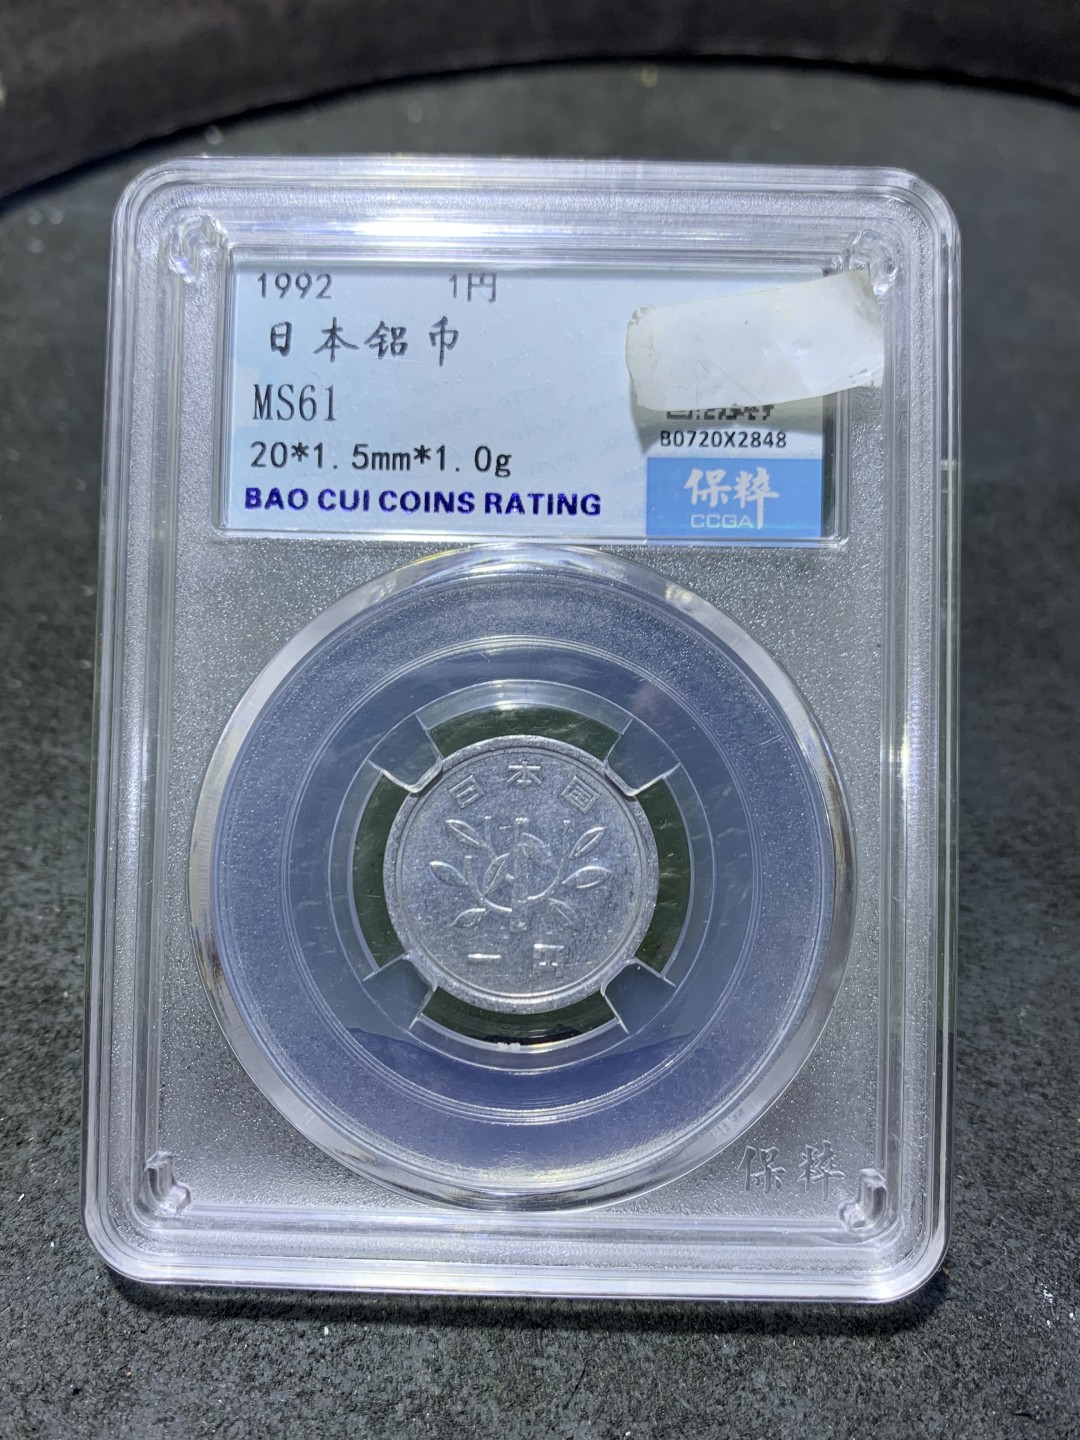 1992 1円
日本铝币
MS61
20*1.5mm*1.0g
BAO CUI COINS RATING
B0720X2848
保粹
CCGA
日本国
一円
保粹